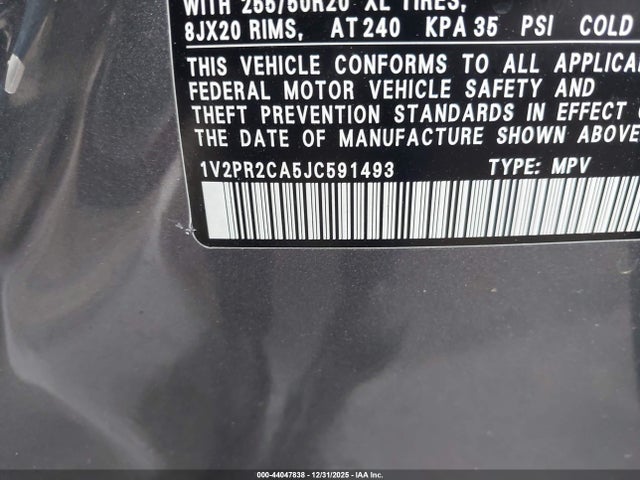 WITH 255/50R20 XL TIRES,
8JX20 RIMS, AT 240 KPA 35 PSI COLD
THIS VEHICLE CONFORMS TO ALL APPLICA
FEDERAL MOTOR VEHICLE SAFETY AND
THEFT PREVENTION STANDARDS IN EFFECT O
THE DATE OF MANUFACTURE SHOWN ABOVE
1V2PR2CA5JC591493 TYPE: MPV
000-44047838 - 12/31/2025 - IAA Inc.